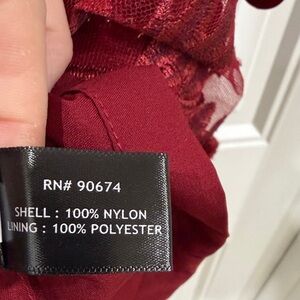 RN# 90674
SHELL : 100% NYLON
LINING : 100% POLYESTER